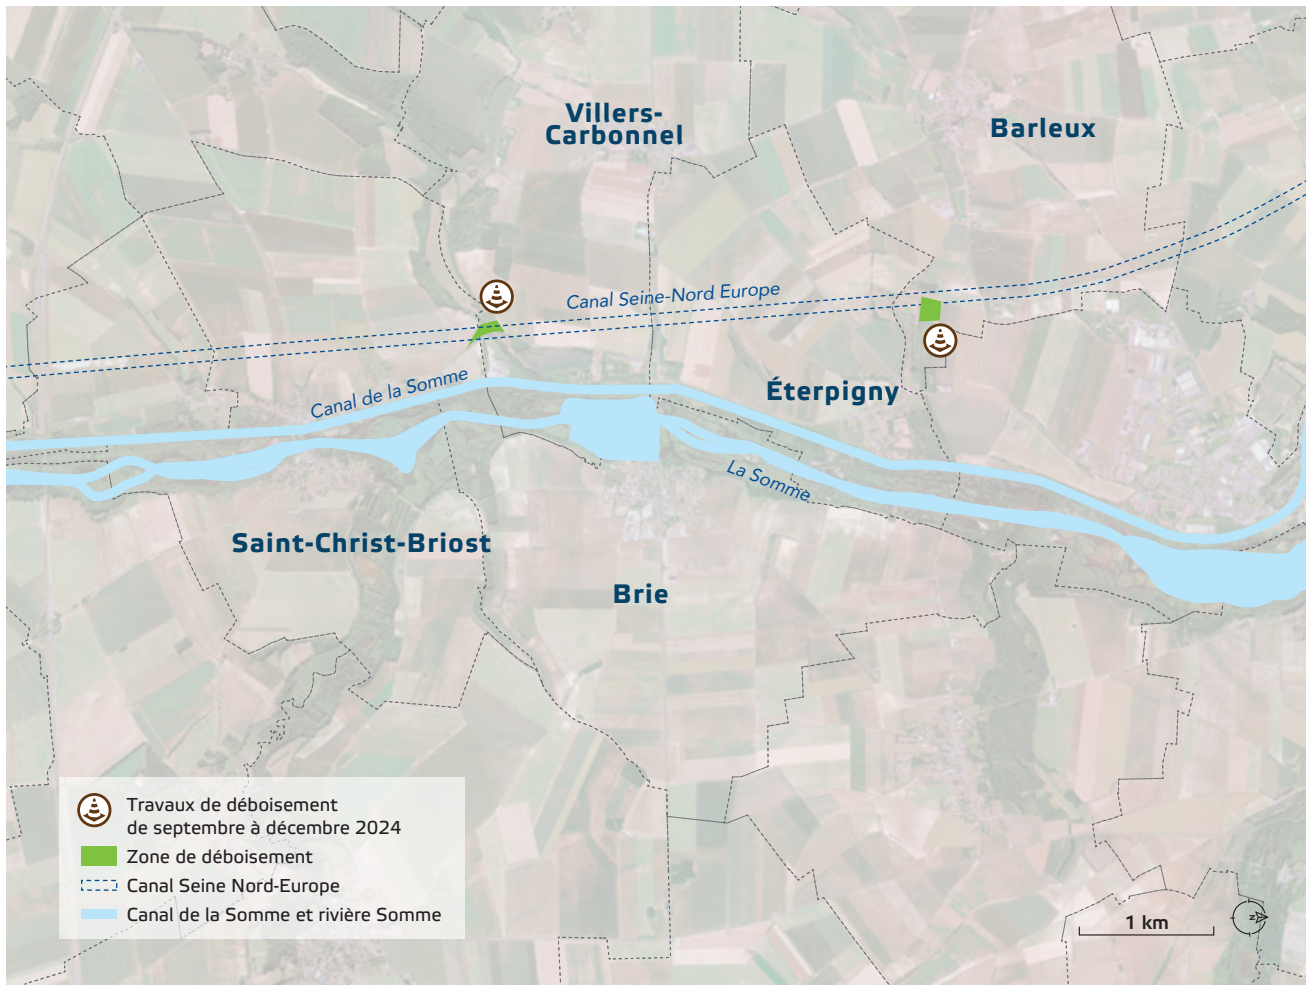 Villers-
Carbonnel
Barleux
Canal Seine-Nord Europe
Canal de la Somme
Éterpigny
La Somme
Saint-Christ-Briost
Brie
Travaux de déboisement
de septembre à décembre 2024
Zone de déboisement
Canal Seine Nord-Europe
Canal de la Somme et rivière Somme
1 km
N